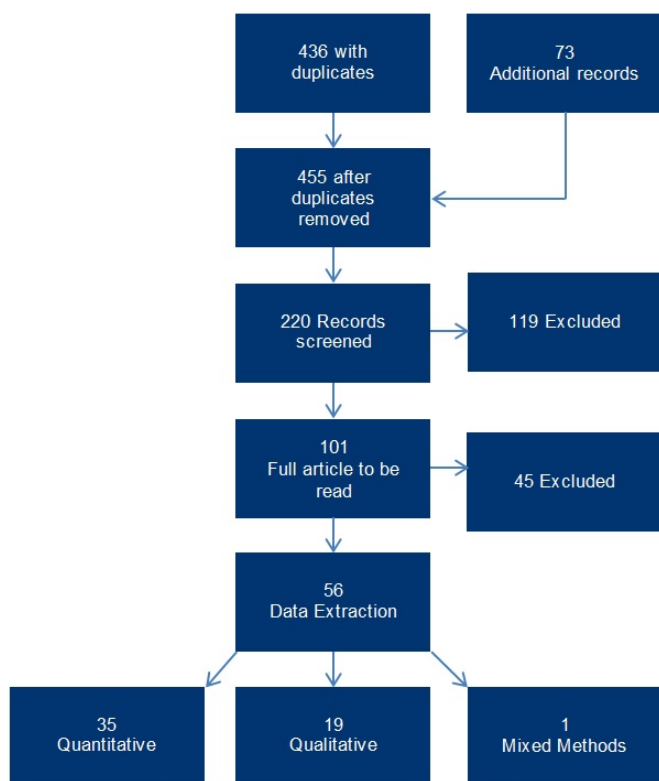 436 with
duplicates
73
Additional records
455 after
duplicates
removed
220 Records
screened
119 Excluded
101
Full article to be
read
45 Excluded
56
Data Extraction
35
Quantitative
19
Qualitative
1
Mixed Methods